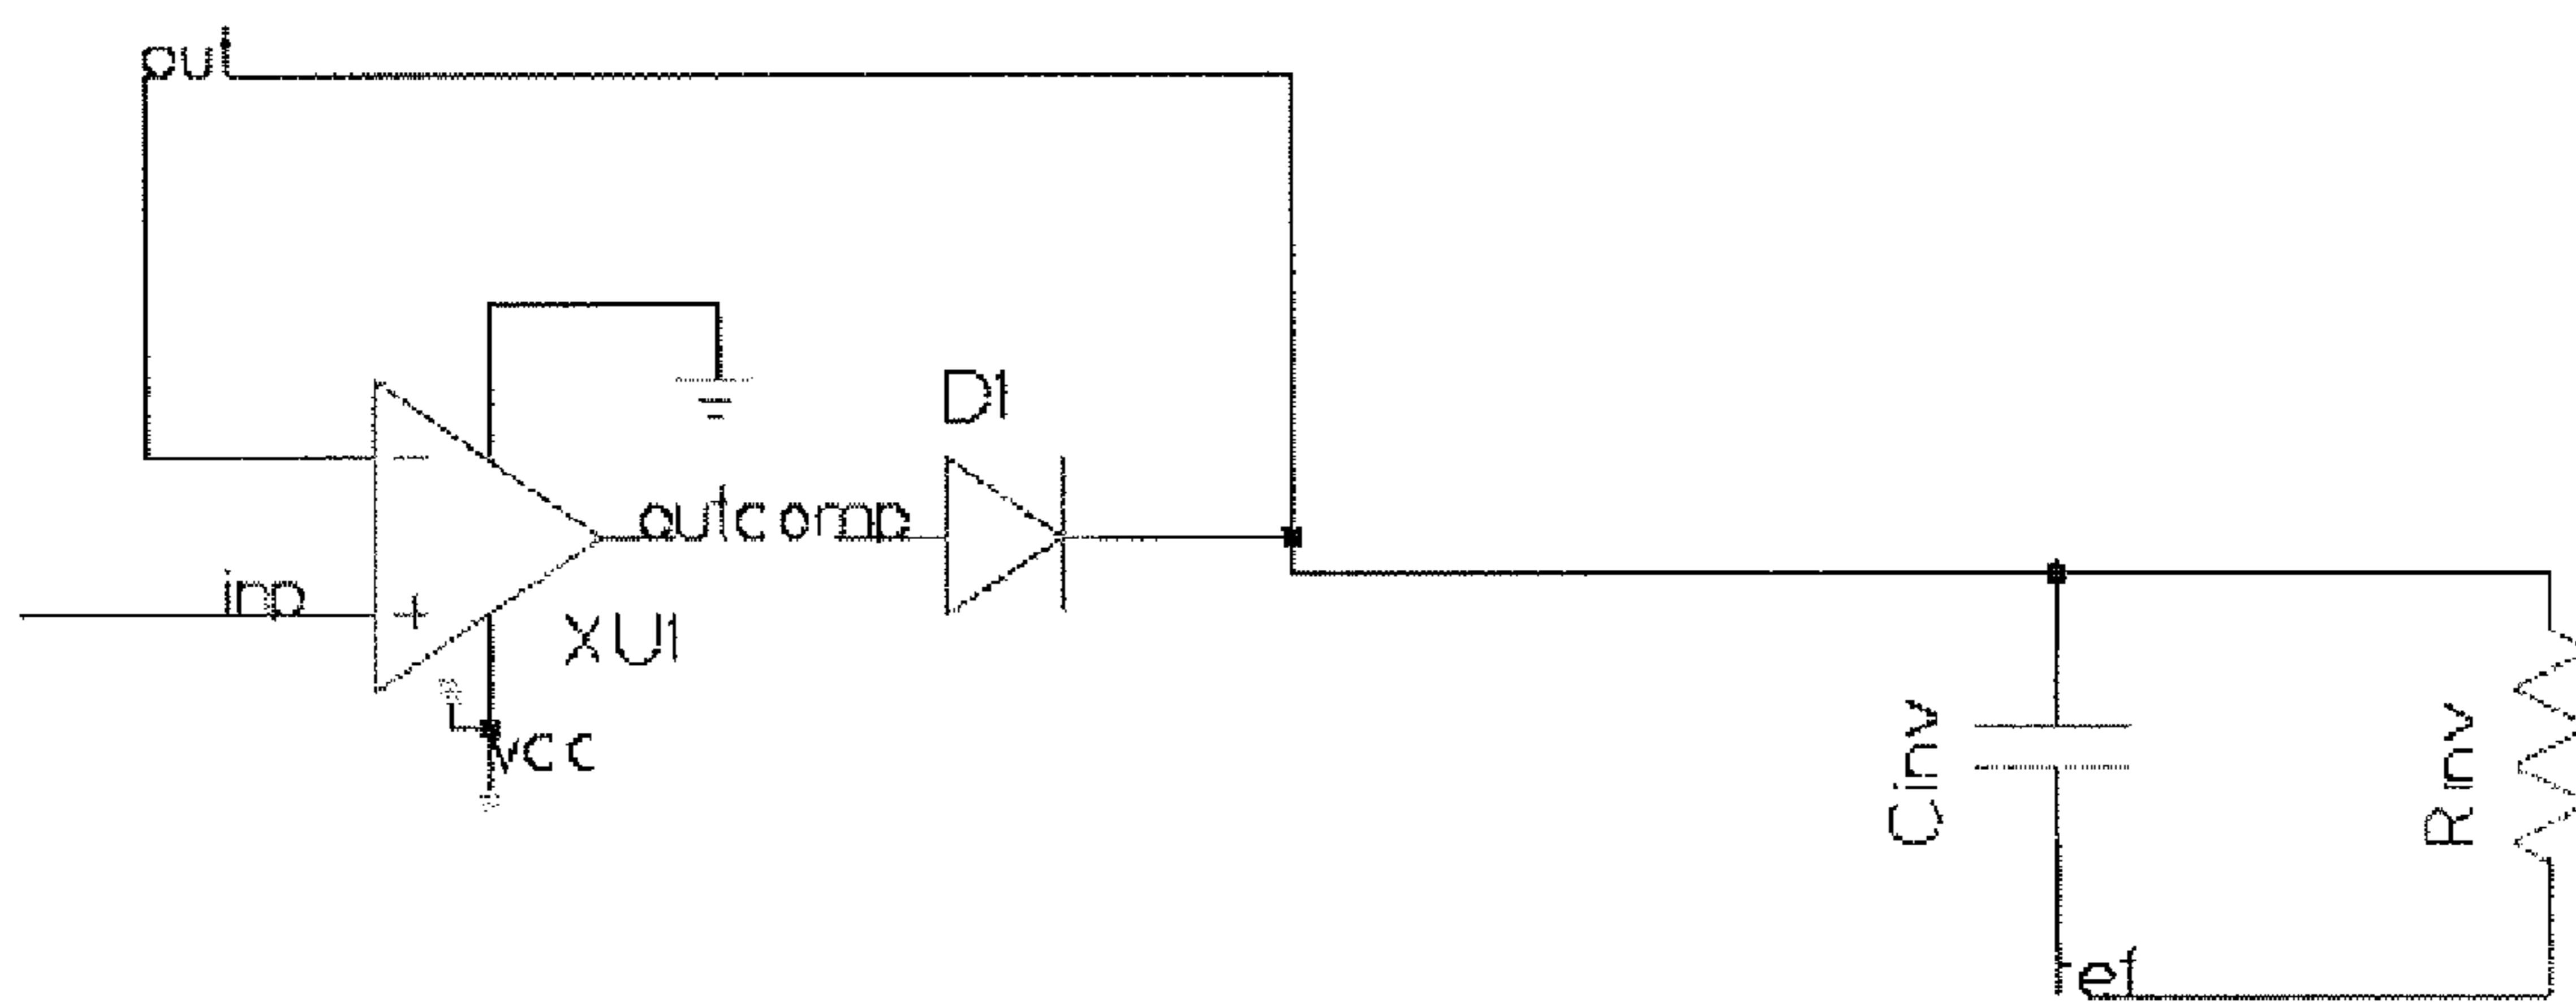 out
D1
outcomp
inp
XU1
vcc
Cinv
Rinv
ref